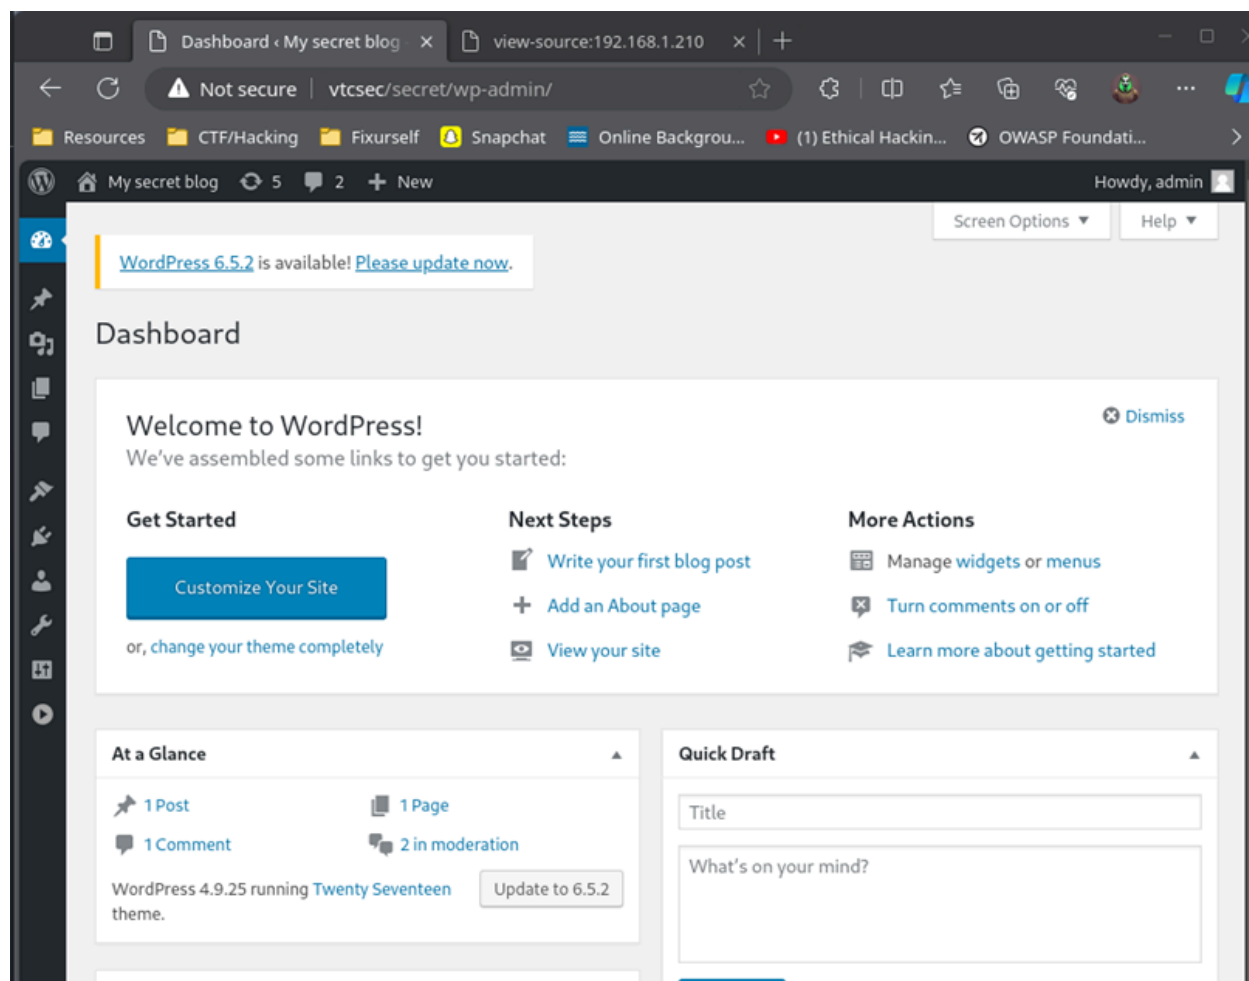 Dashboard ‹ My secret blog
view-source:192.168.1.210
Not secure
vtcsec/secret/wp-admin/
Resources
CTF/Hacking
Fixurself
Snapchat
Online Backgrou...
(1) Ethical Hackin...
OWASP Foundati...
My secret blog
5
2
New
Howdy, admin
Screen Options
Help
WordPress 6.5.2 is available! Please update now.
Dashboard
Welcome to WordPress!
Dismiss
We've assembled some links to get you started:
Get Started
Customize Your Site
or, change your theme completely
Next Steps
Write your first blog post
Add an About page
View your site
More Actions
Manage widgets or menus
Turn comments on or off
Learn more about getting started
At a Glance
1 Post
1 Page
1 Comment
2 in moderation
WordPress 4.9.25 running Twenty Seventeen
theme.
Update to 6.5.2
Quick Draft
Title
What's on your mind?